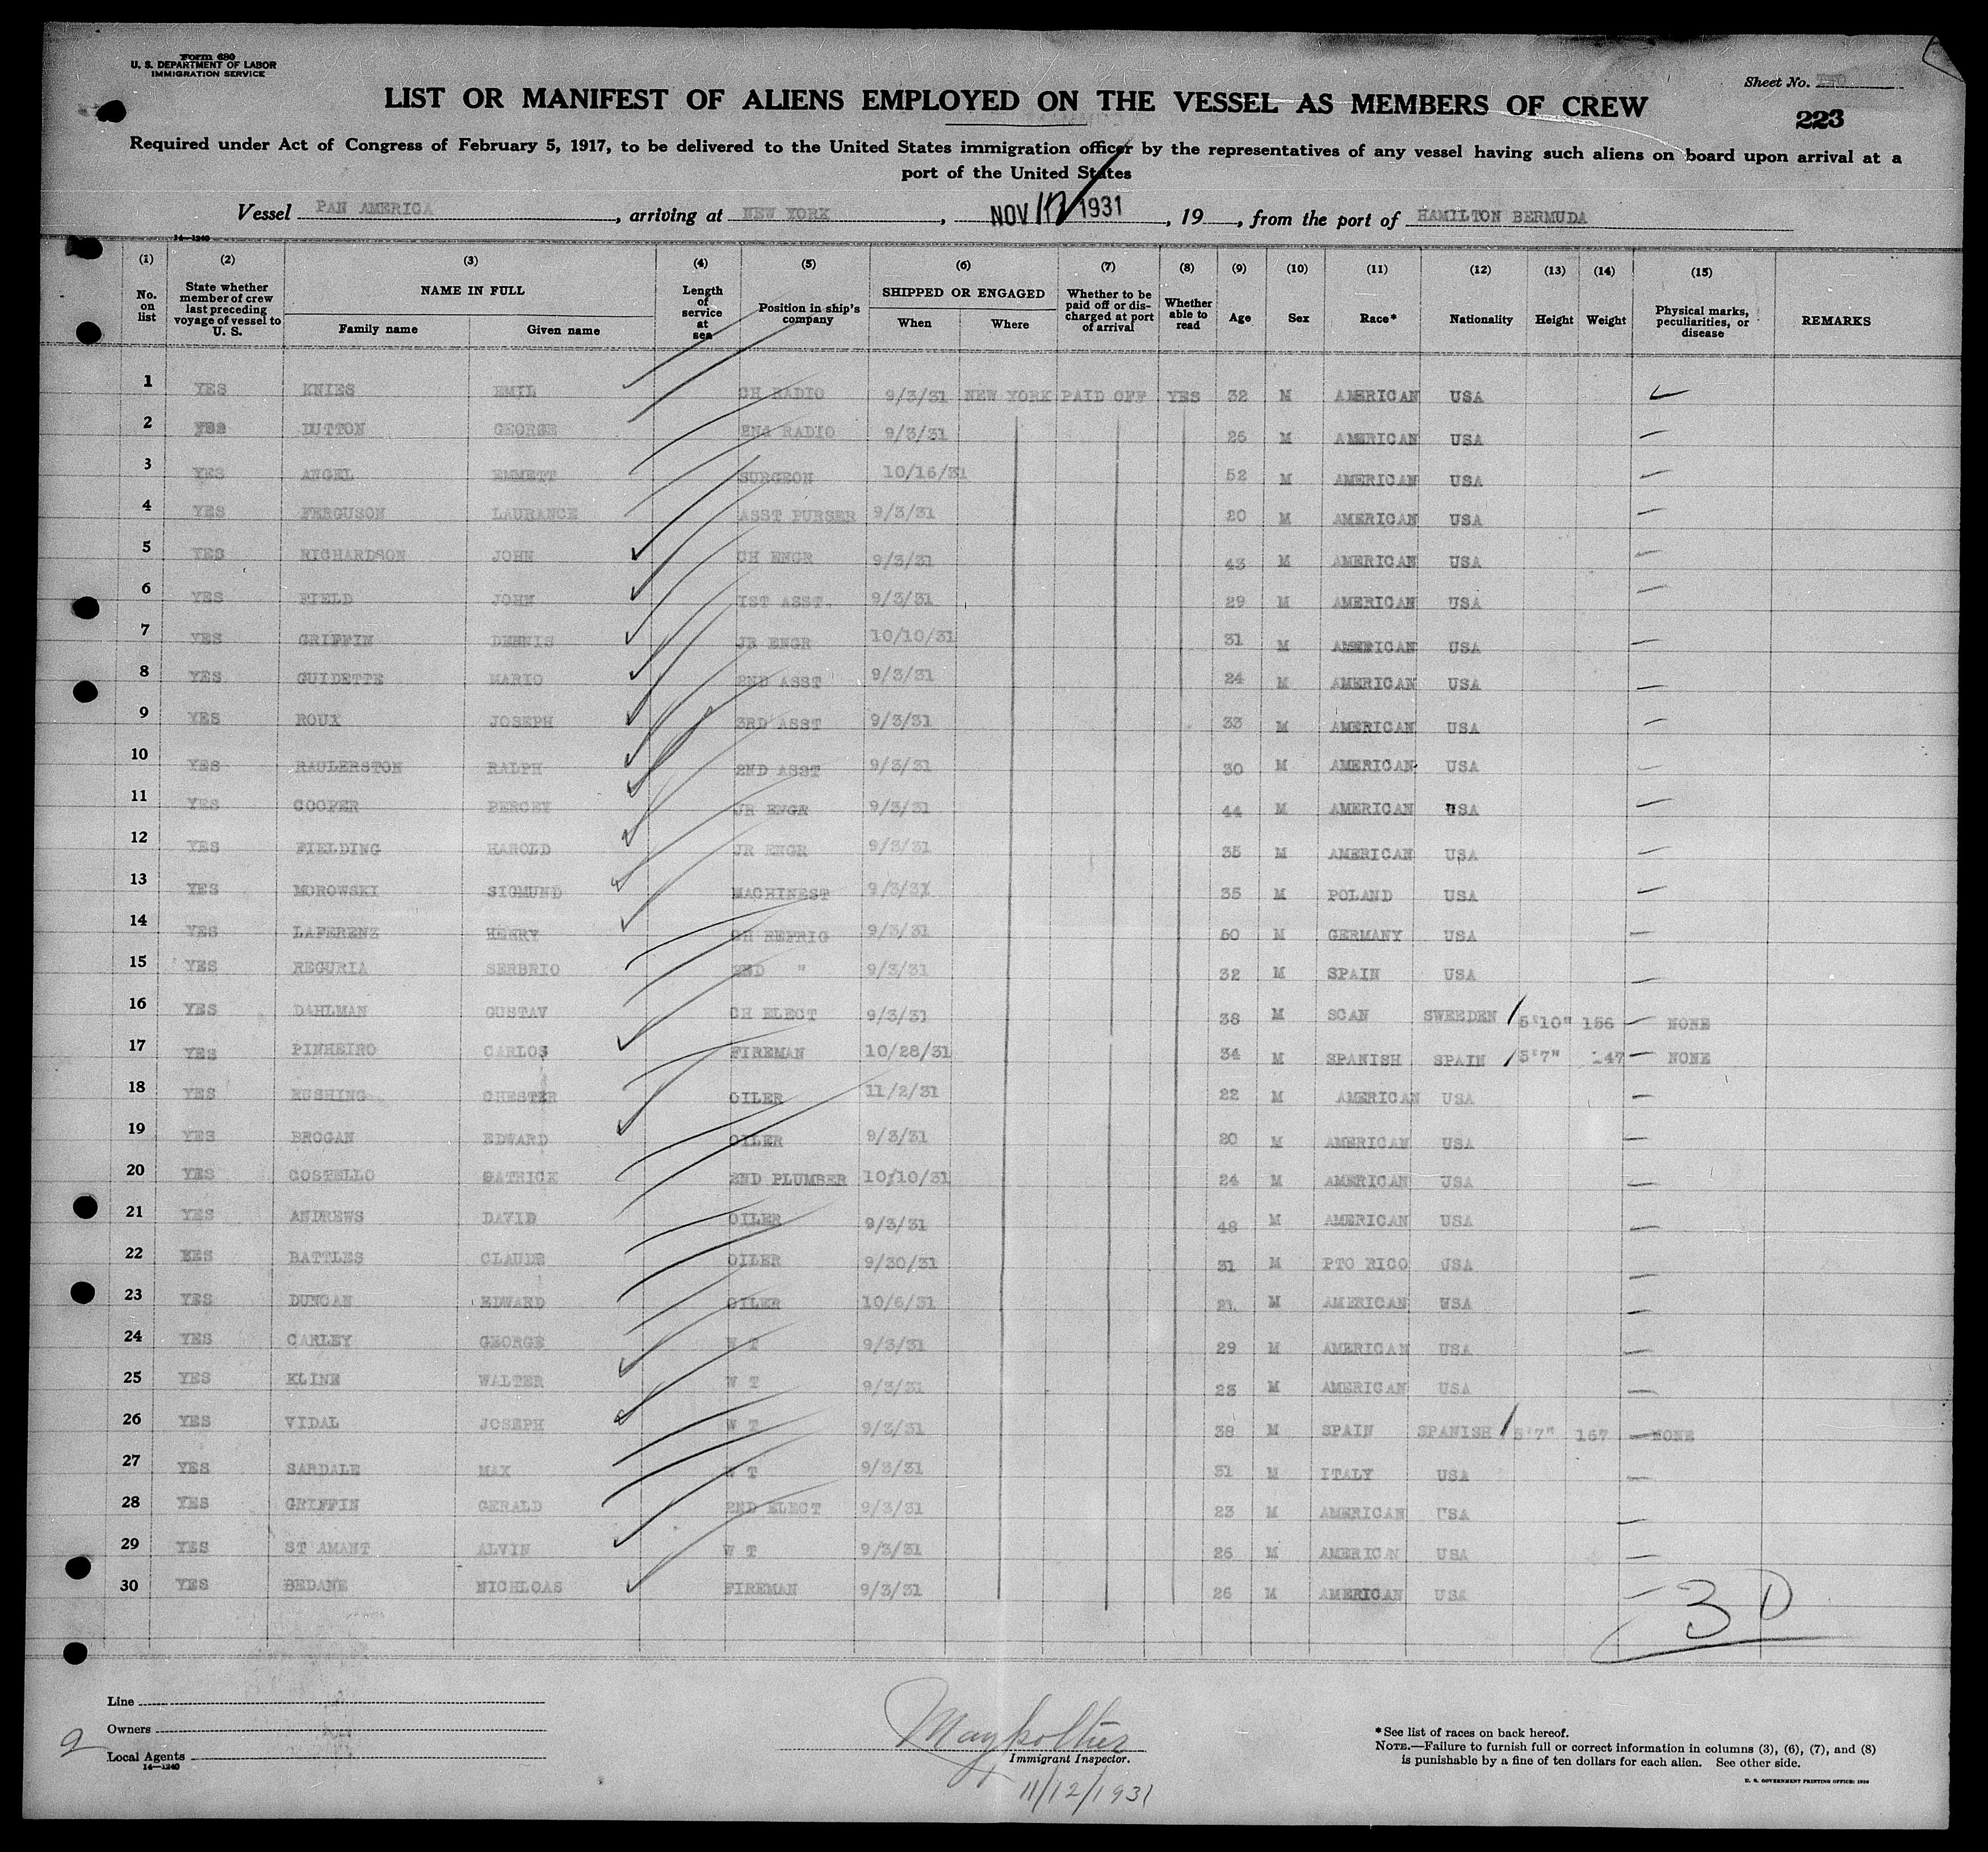 Form 680
U. S. DEPARTMENT OF LABOR
IMMIGRATION SERVICE
Sheet No. TWO
LIST OR MANIFEST OF ALIENS EMPLOYED ON THE VESSEL AS MEMBERS OF CREW
223
Required under Act of Congress of February 5, 1917, to be delivered to the United States immigration officer by the representatives of any vessel having such aliens on board upon arrival at a
port of the United States
Vessel PAN AMERICA, arriving at NEW YORK, NOV 12 1931, 19, from the port of HAMILTON BERMUDA
14—1240
(1) (2) (3) (4) (5) (6) (7) (8) (9) (10) (11) (12) (13) (14) (15)
No. on list State whether member of crew last preceding voyage of vessel to U. S. NAME IN FULL Family name Given name Length of service at sea Position in ship's company SHIPPED OR ENGAGED When Where Whether to be paid off or discharged at port of arrival Whether able to read Age Sex Race* Nationality Height Weight Physical marks, peculiarities, or disease REMARKS
1 YES KNIES EMIL CH RADIO 9/3/31 NEW YORK PAID OFF YES 32 M AMERICAN USA
2 YES DUTTON GEORGE 2ND RADIO 9/3/31 26 M AMERICAN USA
3 YES ANGEL EMMETT SURGEON 10/16/31 52 M AMERICAN USA
4 YES FERGUSON LAURANCE ASST PURSER 9/3/31 20 M AMERICAN USA
5 YES RICHARDSON JOHN CH ENGR 9/3/31 43 M AMERICAN USA
6 YES FIELD JOHN 1ST ASST. 9/3/31 29 M AMERICAN USA
7 YES GRIFFIN DENNIS JR ENGR 10/10/31 31 M AMERICAN USA
8 YES GUIDETTE MARIO 2ND ASST 9/3/31 24 M AMERICAN USA
9 YES ROUX JOSEPH 3RD ASST 9/3/31 33 M AMERICAN USA
10 YES RAULERSTON RALPH 2ND ASST 9/3/31 30 M AMERICAN USA
11 YES COOPER PERCEY JR ENGR 9/3/31 44 M AMERICAN USA
12 YES FIELDING HAROLD JR ENGR 9/3/31 35 M AMERICAN USA
13 YES MOROWSKI SIGMUND MACHINEST 9/3/31 35 M POLAND USA
14 YES LAFERENZ HENRY CH REFRIG 9/3/31 50 M GERMANY USA
15 YES REGURIA SERBRIO 2ND " 9/3/31 32 M SPAIN USA
16 YES DAHLMAN GUSTAV CH ELECT 9/3/31 38 M SCAN SWEEDEN 5'10" 156 NONE
17 YES PINHEIRO CARLOS FIREMAN 10/28/31 34 M SPANISH SPAIN 5'7" 147 NONE
18 YES RUSHING CHESTER OILER 11/2/31 22 M AMERICAN USA
19 YES BROGAN EDWARD OILER 9/3/31 20 M AMERICAN USA
20 YES COSTELLO PATRICK 2ND PLUMBER 10/10/31 24 M AMERICAN USA
21 YES ANDREWS DAVID OILER 9/3/31 48 M AMERICAN USA
22 YES BATTLES CLAUDE OILER 9/30/31 31 M PTO RICO USA
23 YES DUNCAN EDWARD OILER 10/6/31 21 M AMERICAN USA
24 YES CARLEY GEORGE W T 9/3/31 29 M AMERICAN USA
25 YES KLINE WALTER W T 9/3/31 23 M AMERICAN USA
26 YES VIDAL JOSEPH W T 9/3/31 38 M SPAIN SPANISH 5'7" 167 NONE
27 YES SARDALE MAX W T 9/3/31 31 M ITALY USA
28 YES GRIFFIN GERALD 2ND ELECT 9/3/31 23 M AMERICAN USA
29 YES ST AMANT ALVIN W T 9/3/31 26 M AMERICAN USA
30 YES BEDANE NICHLOAS FIREMAN 9/3/31 26 M AMERICAN USA
3 D
Line
Owners
Local Agents
14—1240
2
Immigrant Inspector.
11/12/1931
* See list of races on back hereof.
NOTE.—Failure to furnish full or correct information in columns (3), (6), (7), and (8)
is punishable by a fine of ten dollars for each alien. See other side.
U. S. GOVERNMENT PRINTING OFFICE: 1930